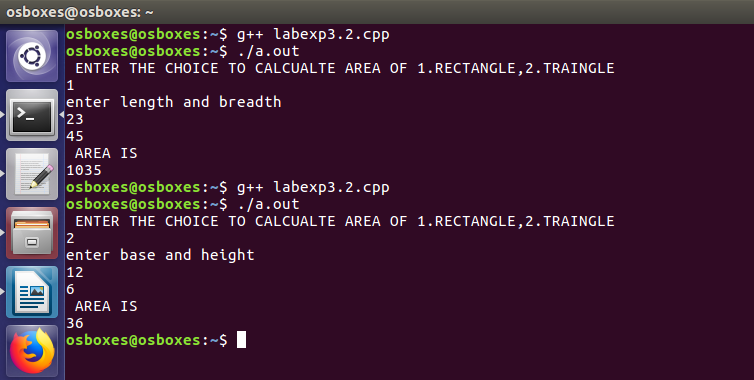 osboxes@osboxes: ~
osboxes@osboxes:~$ g++ labexp3.2.cpp
osboxes@osboxes:~$ ./a.out
ENTER THE CHOICE TO CALCUALTE AREA OF 1.RECTANGLE,2.TRAINGLE
1
enter length and breadth
23
45
AREA IS
1035
osboxes@osboxes:~$ g++ labexp3.2.cpp
osboxes@osboxes:~$ ./a.out
ENTER THE CHOICE TO CALCUALTE AREA OF 1.RECTANGLE,2.TRAINGLE
2
enter base and height
12
6
AREA IS
36
osboxes@osboxes:~$